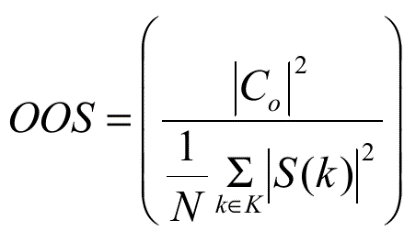 OOS = ( |C_o|^2 / ( 1/N Σ_{k∈K} |S(k)|^2 ) )